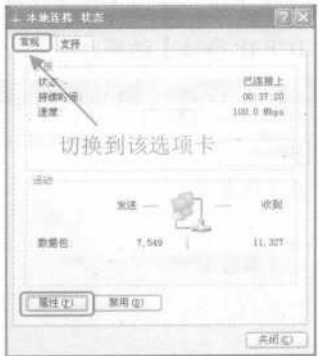 本地连接 状态
常规
支持
连接
状态:
已连接上
持续时间:
00:37:20
速度:
100.0 Mbps
切换到该选项卡
活动
发送
收到
数据包:
7,549
11,327
属性(P)
禁用(D)
关闭(C)